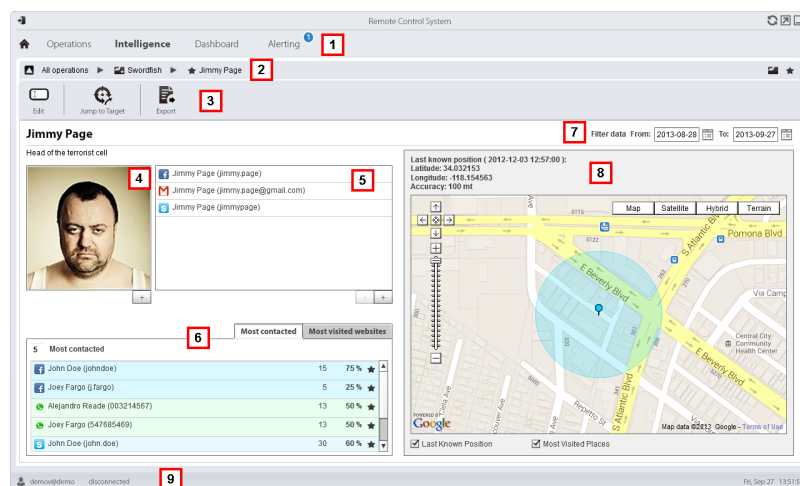 Remote Control System
Operations Intelligence Dashboard Alerting 1 1
All operations Swordfish Jimmy Page 2
Edit Jump to Target Export 3
Jimmy Page
7 Filter data From: 2013-08-28 To: 2013-09-27
Head of the terrorist cell
4
Jimmy Page (jimmy.page) 5
Jimmy Page (jimmy.page@gmail.com)
Jimmy Page (jimmypage)
+
- +
6 Most contacted Most visited websites
5 Most contacted
John Doe (johndoe) 15 75 %
Joey Fargo (j.fargo) 5 25 %
Alejandro Reade (003214567) 13 50 %
Joey Fargo (547685469) 13 50 %
John Doe (john.doe) 30 60 %
Last known position ( 2012-12-03 12:57:00 ): 8
Latitude: 34.032153
Longitude: -118.154563
Accuracy: 100 mt
Map Satellite Hybrid Terrain
5115
5122
S Atlantic Blvd
Pomona Blvd
E Beverly Blvd
Via Camp
Central City
Community
Health Center
E Beverly Blvd
S Atlantic Blvd
Repetto St
POWERED BY
Google
Map data ©2013 Google - Terms of Use
Last Known Position Most Visited Places
demov@demo disconnected 9 Fri, Sep 27 13:51:5